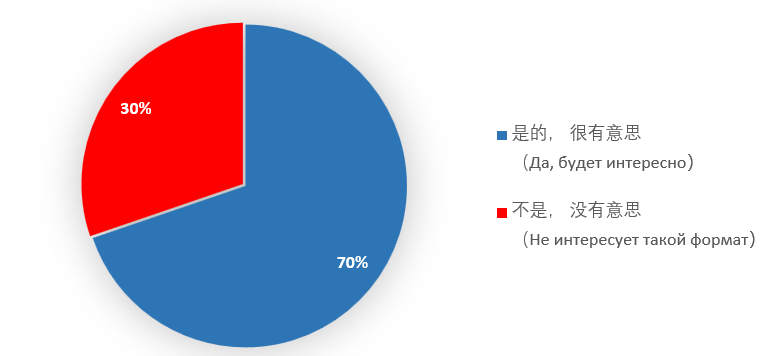 30%
70%
是的， 很有意思
（Да, будет интересно）
不是， 没有意思
（Не интересует такой формат）